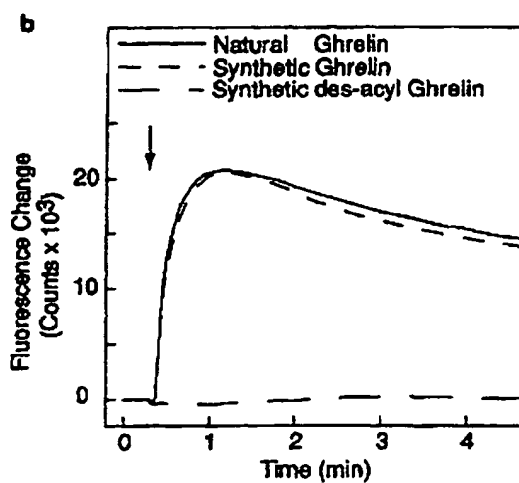 b
Natural Ghrelin
Synthetic Ghrelin
Synthetic des-acyl Ghrelin
20
10
0
Fluorescence Change
(Counts x 10³)
0 1 2 3 4
Time (min)